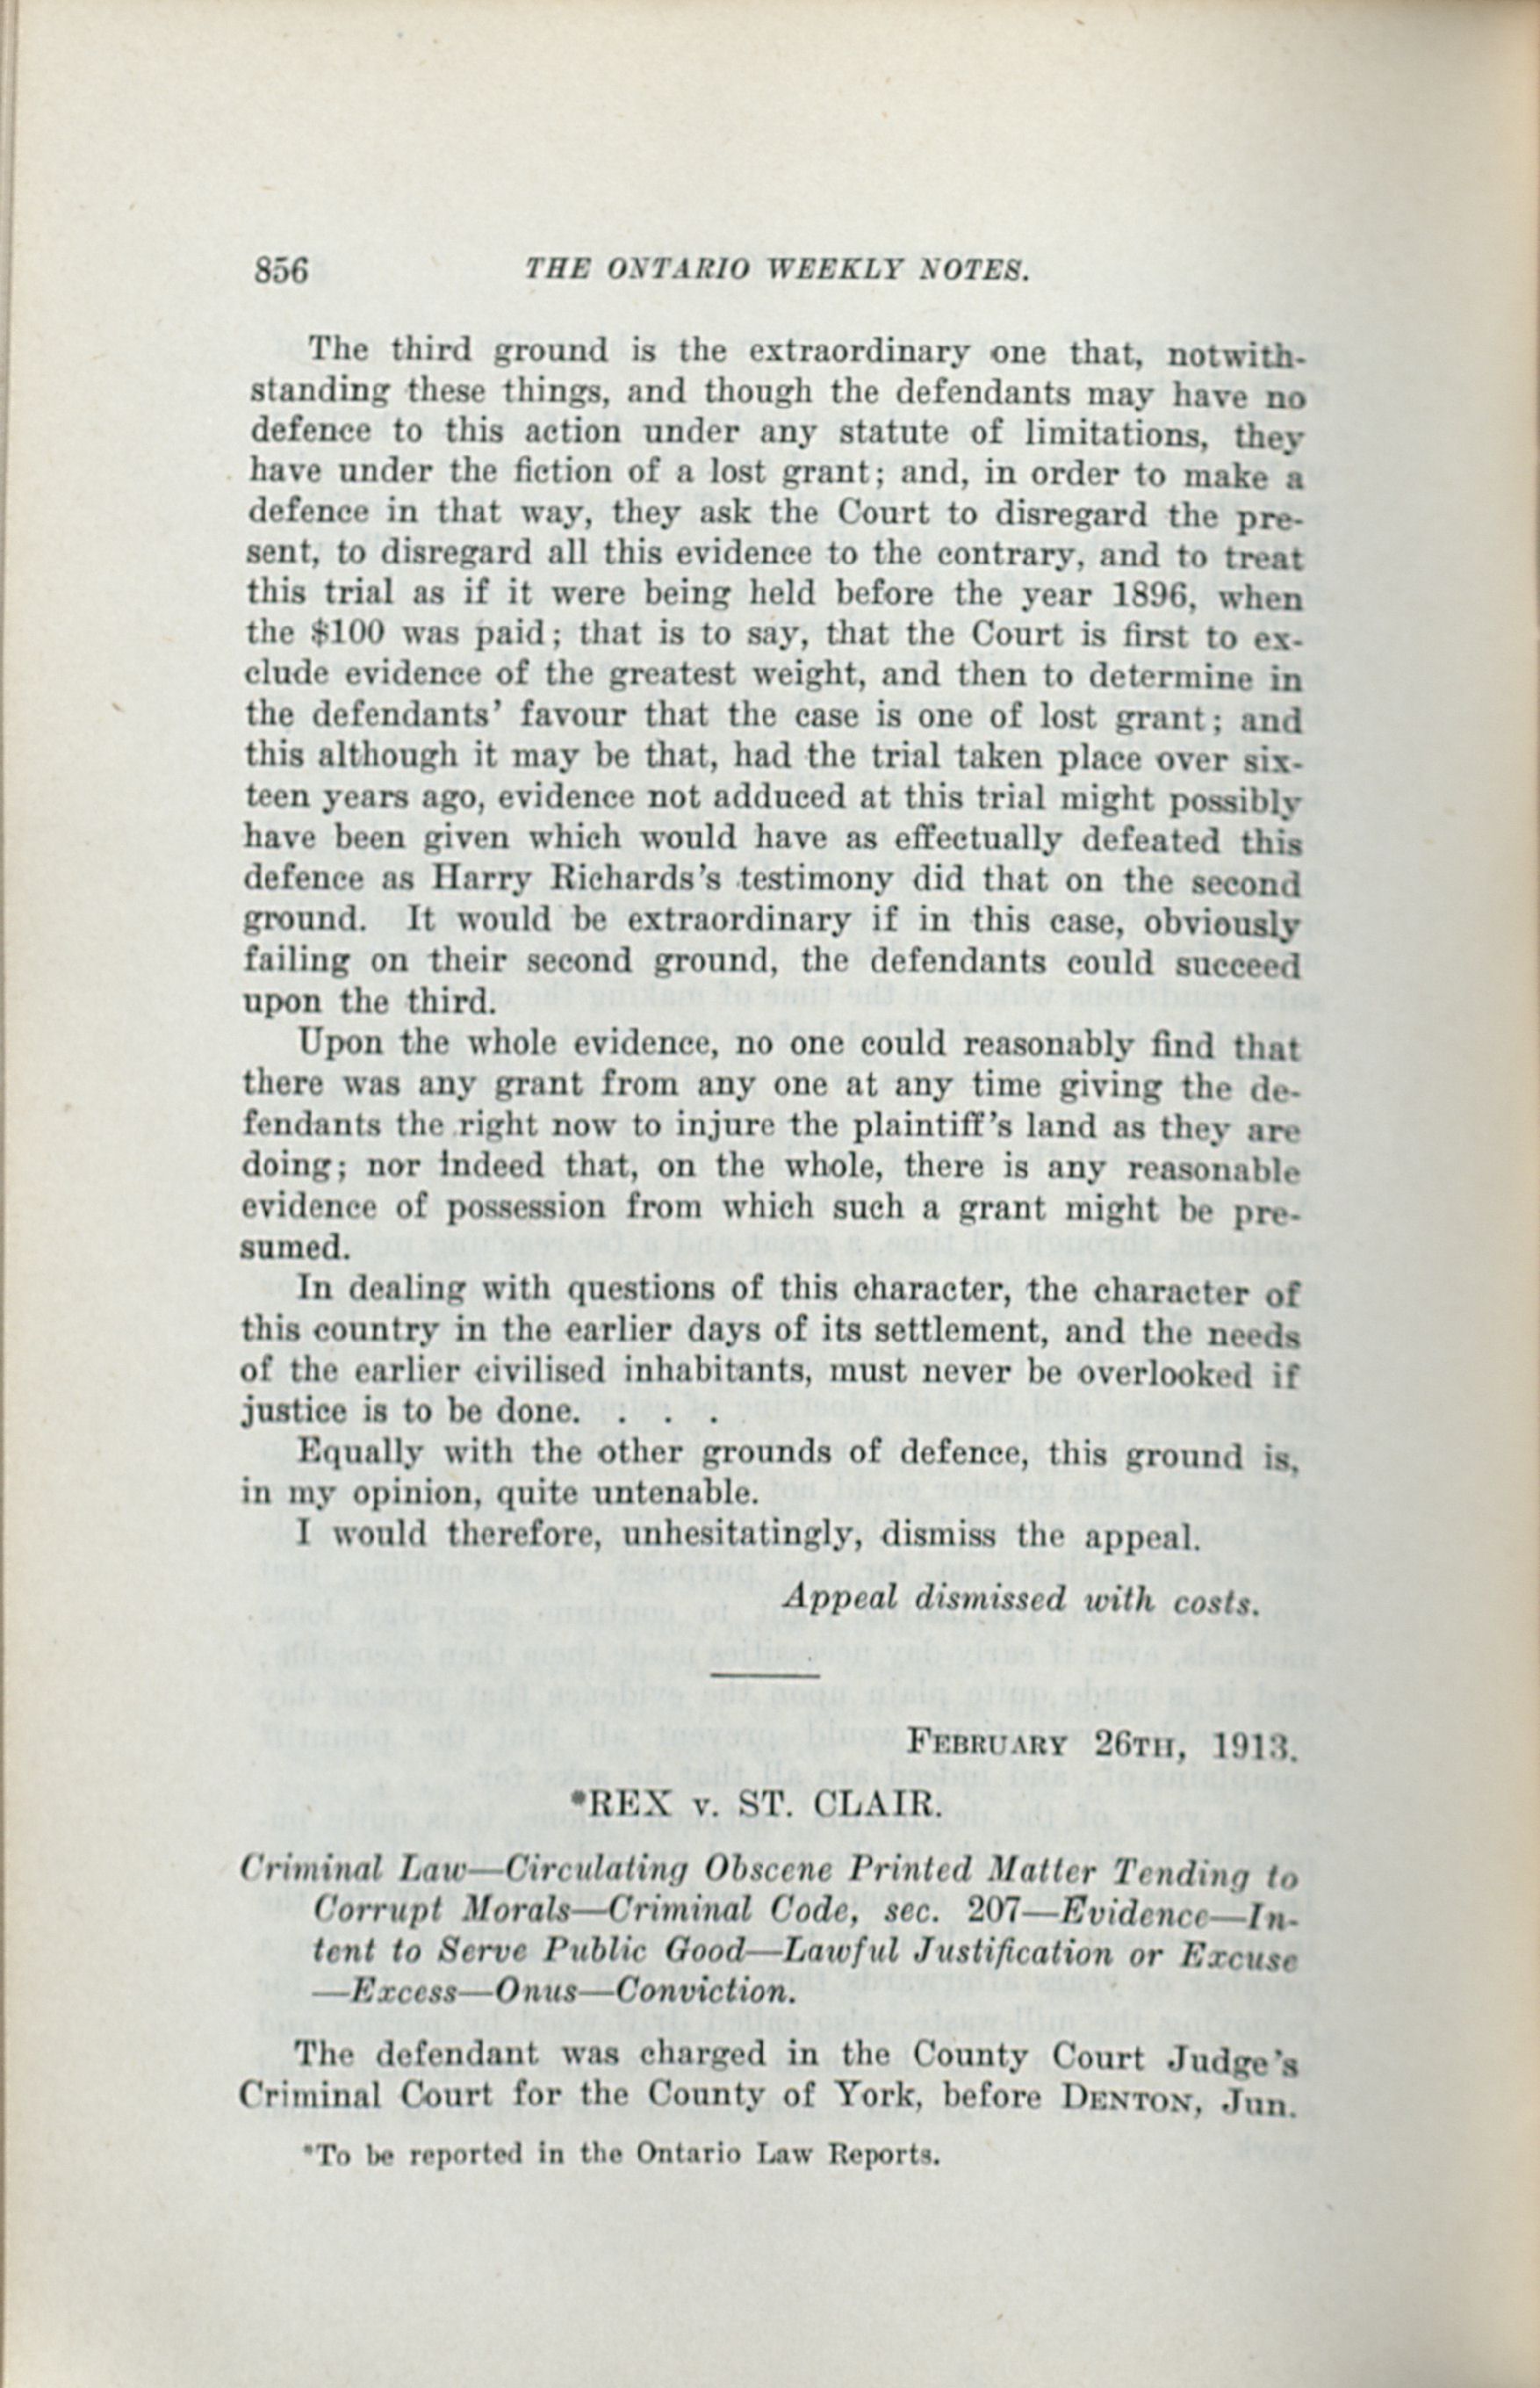 856 THE ONTARIO WEEKLY NOTES.
The third ground is the extraordinary one that, notwith-
standing these things, and though the defendants may have no
defence to this action under any statute of limitations, they
have under the fiction of a lost grant; and, in order to make a
defence in that way, they ask the Court to disregard the pre-
sent, to disregard all this evidence to the contrary, and to treat
this trial as if it were being held before the year 1896, when
the $100 was paid; that is to say, that the Court is first to ex-
clude evidence of the greatest weight, and then to determine in
the defendants' favour that the case is one of lost grant; and
this although it may be that, had the trial taken place over six-
teen years ago, evidence not adduced at this trial might possibly
have been given which would have as effectually defeated this
defence as Harry Richards's testimony did that on the second
ground. It would be extraordinary if in this case, obviously
failing on their second ground, the defendants could succeed
upon the third.
Upon the whole evidence, no one could reasonably find that
there was any grant from any one at any time giving the de-
fendants the right now to injure the plaintiff's land as they are
doing; nor indeed that, on the whole, there is any reasonable
evidence of possession from which such a grant might be pre-
sumed.
In dealing with questions of this character, the character of
this country in the earlier days of its settlement, and the needs
of the earlier civilised inhabitants, must never be overlooked if
justice is to be done. . . .
Equally with the other grounds of defence, this ground is,
in my opinion, quite untenable.
I would therefore, unhesitatingly, dismiss the appeal.
Appeal dismissed with costs.
FEBRUARY 26TH, 1913.
*REX v. ST. CLAIR.
Criminal Law—Circulating Obscene Printed Matter Tending to
Corrupt Morals—Criminal Code, sec. 207—Evidence—In-
tent to Serve Public Good—Lawful Justification or Excuse
—Excess—Onus—Conviction.
The defendant was charged in the County Court Judge's
Criminal Court for the County of York, before DENTON, Jun.
*To be reported in the Ontario Law Reports.